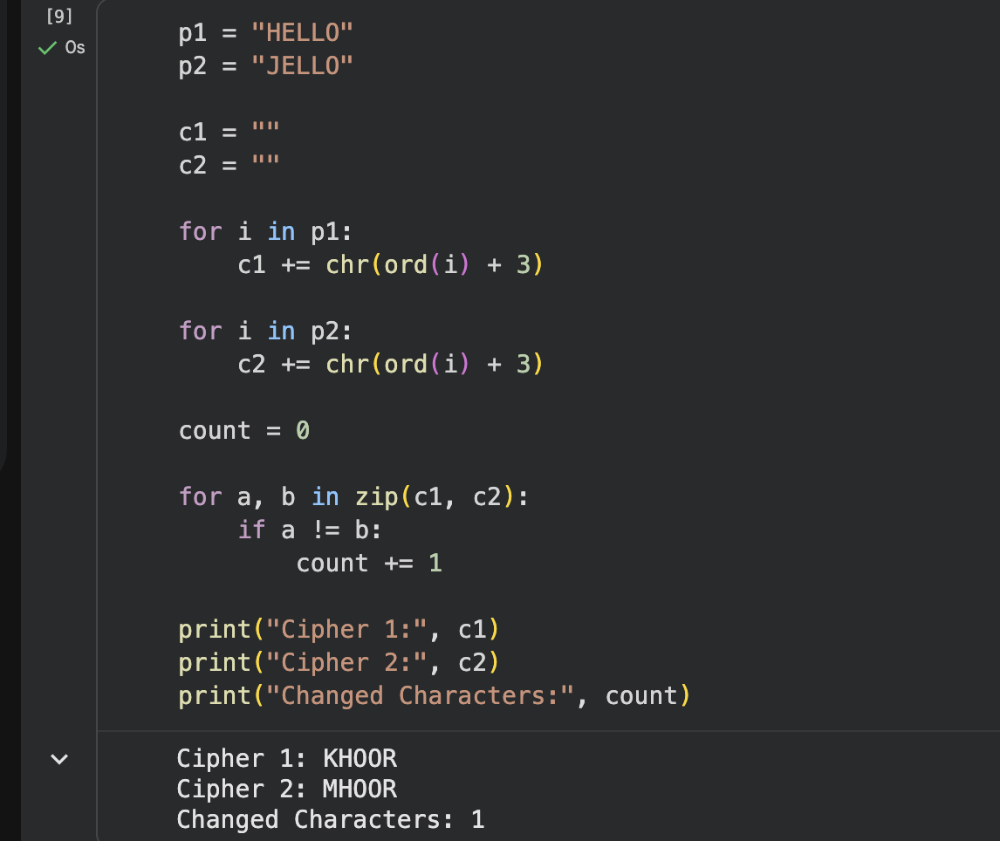 [9]
0s
p1 = "HELLO"
p2 = "JELLO"
c1 = ""
c2 = ""
for i in p1:
    c1 += chr(ord(i) + 3)
for i in p2:
    c2 += chr(ord(i) + 3)
count = 0
for a, b in zip(c1, c2):
    if a != b:
        count += 1
print("Cipher 1:", c1)
print("Cipher 2:", c2)
print("Changed Characters:", count)
Cipher 1: KHOOR
Cipher 2: MHOOR
Changed Characters: 1